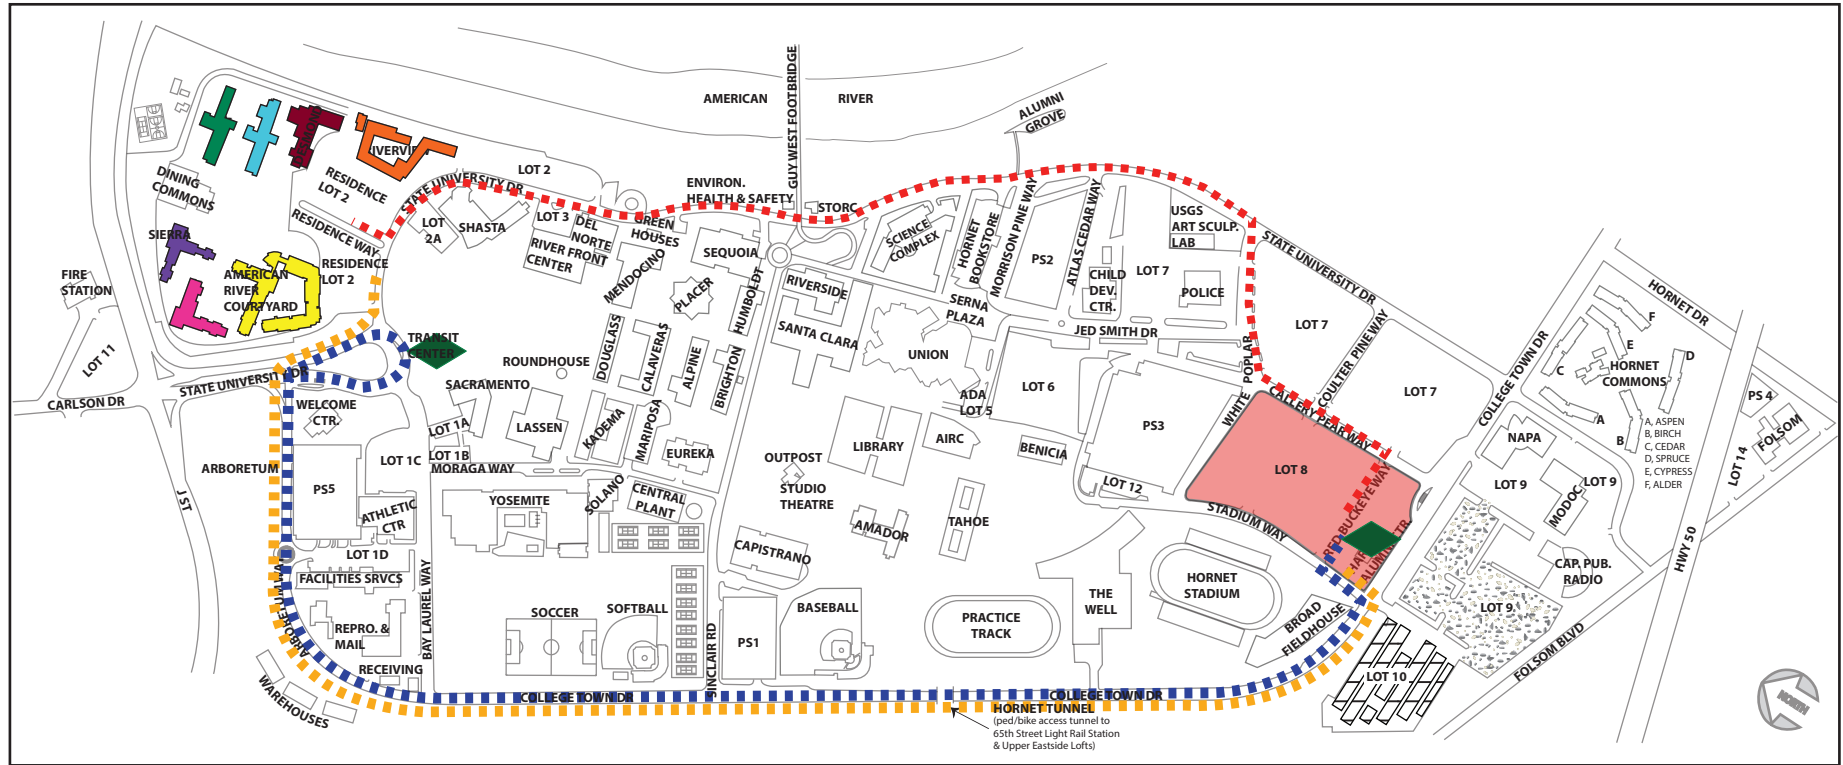 AMERICAN
RIVER
GUY WEST FOOTBRIDGE
ALUMNI
GROVE
DESMOND
DINING
COMMONS
RESIDENCE
LOT 2
STATE UNIVERSITY DR
LOT 2
ENVIRON.
HEALTH & SAFETY
STORC
RESIDENCE WAY
LOT
2A
SHASTA
LOT 3
DEL
NORTE
GREEN
HOUSES
RIVER FRONT
CENTER
MENDOCINO
SEQUOIA
PLACER
HUMBOLDT
SIERRA
AMERICAN
RIVER
COURTYARD
RESIDENCE
LOT 2
FIRE
STATION
LOT 11
CARLSON DR
STATE UNIVERSITY DR
TRANSIT
CENTER
ROUNDHOUSE
SACRAMENTO
DOUGLASS
CALAVERAS
ALPINE
BRIGHTON
RIVERSIDE
SANTA CLARA
SCIENCE
COMPLEX
HORNET
BOOKSTORE
MORRISON PINE WAY
PS2
ATLAS CEDAR WAY
CHILD
DEV.
CTR.
LOT 7
USGS
ART SCULP.
LAB
POLICE
STATE UNIVERSITY DR
SERNA
PLAZA
JED SMITH DR
UNION
LOT 6
ADA
LOT 5
WHITE POPLAR
LOT 7
COULTER PINE WAY
CALLERY PEAR WAY
LOT 7
COLLEGE TOWN DR
HORNET DR
F
E
D
C
HORNET
COMMONS
A
B
A, ASPEN
B, BIRCH
C, CEDAR
D, SPRUCE
E, CYPRESS
F, ALDER
PS 4
FOLSOM
LOT 14
HWY 50
WELCOME
CTR.
LOT 1A
LASSEN
KADEMA
MARIPOSA
EUREKA
LOT 1B
LOT 1C
MORAGA WAY
ARBORETUM
J ST
PS5
ATHLETIC
CTR
YOSEMITE
SOLANO
CENTRAL
PLANT
OUTPOST
STUDIO
THEATRE
LIBRARY
AIRC
BENICIA
PS3
LOT 12
LOT 8
STADIUM WAY
RED BUCKEYE WAY
ALUMNI CTR.
NAPA
LOT 9
MODOC
LOT 9
CAP. PUB.
RADIO
LOT 9
FOLSOM BLVD
LOT 1D
FACILITIES SRVCS
REPRO. &
MAIL
RECEIVING
WAREHOUSES
BAY LAUREL WAY
SOCCER
SOFTBALL
SINCLAIR RD
CAPISTRANO
PS1
BASEBALL
AMADOR
TAHOE
PRACTICE
TRACK
THE
WELL
HORNET
STADIUM
BROAD
FIELDHOUSE
LOT 10
COLLEGE TOWN DR
COLLEGE TOWN DR
HORNET TUNNEL
(ped/bike access tunnel to
65th Street Light Rail Station
& Upper Eastside Lofts)
NORTH